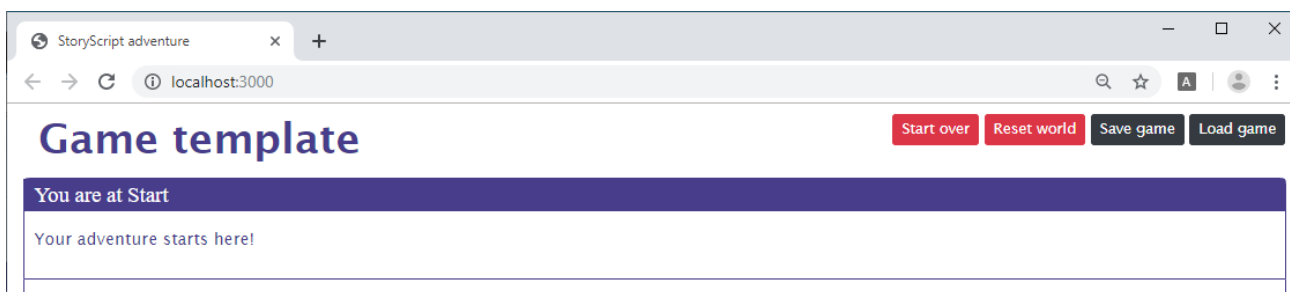 StoryScript adventure
localhost:3000
A
Game template
Start over Reset world Save game Load game
You are at Start
Your adventure starts here!